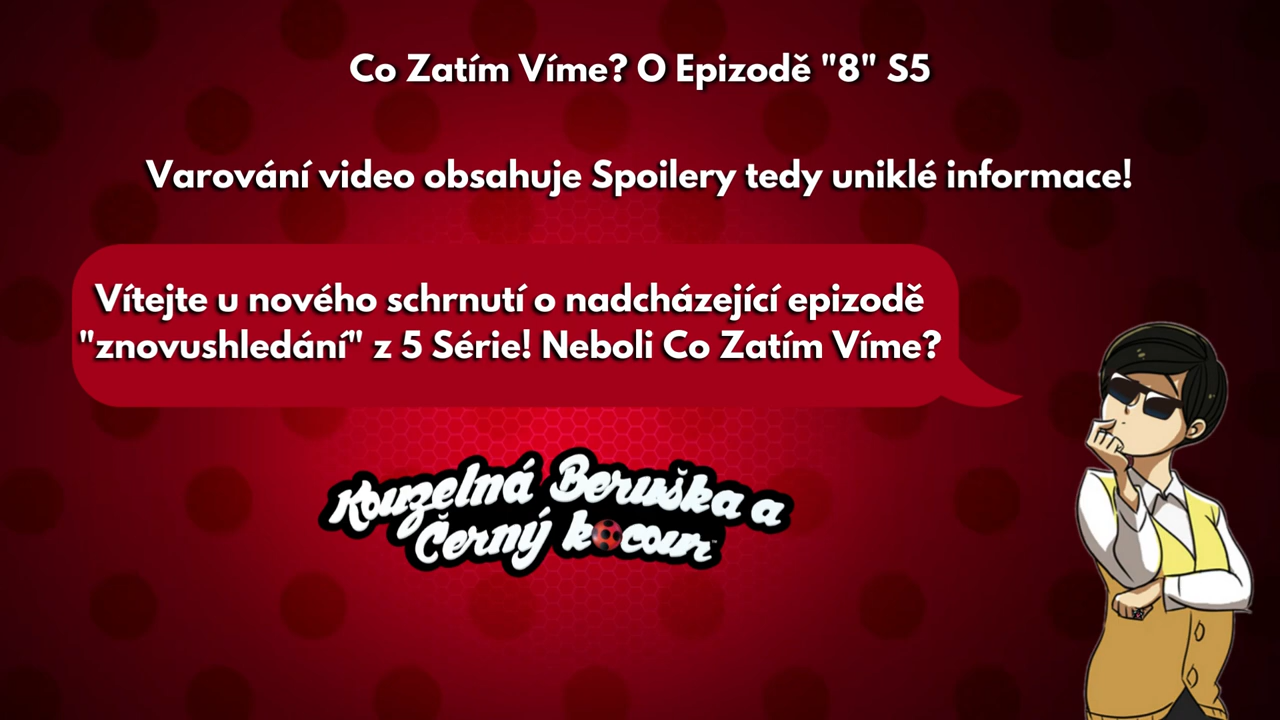 Co Zatím Víme? O Epizodě "8" S5
Varování video obsahuje Spoilery tedy uniklé informace!
Vítejte u nového schrnutí o nadcházející epizodě
"znovushledání" z 5 Série! Neboli Co Zatím Víme?
Kouzelná Beruška a
Černý kocour